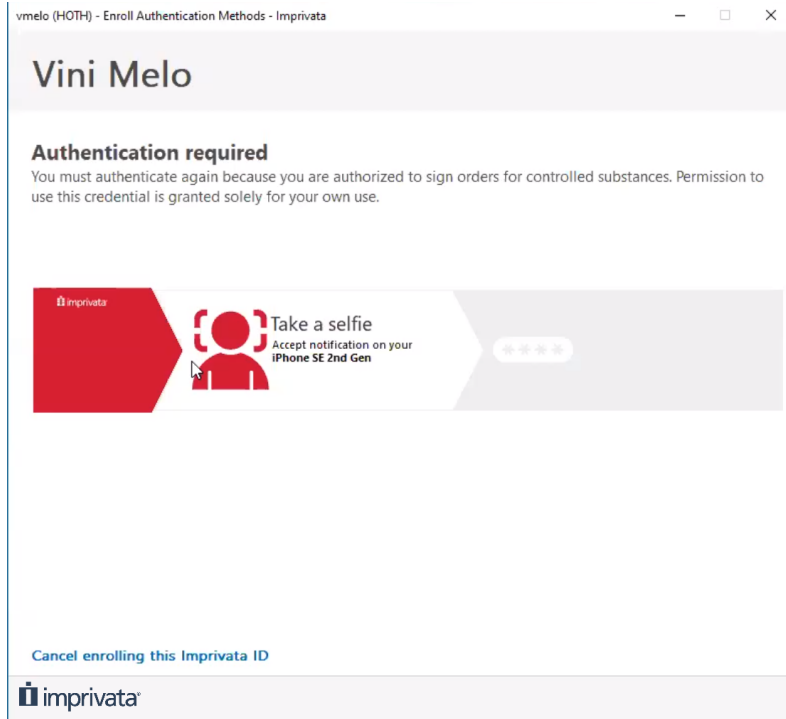 vmelo (HOTH) - Enroll Authentication Methods - Imprivata
Vini Melo
Authentication required
You must authenticate again because you are authorized to sign orders for controlled substances. Permission to
use this credential is granted solely for your own use.
imprivata
Take a selfie
Accept notification on your
iPhone SE 2nd Gen
****
Cancel enrolling this Imprivata ID
imprivata